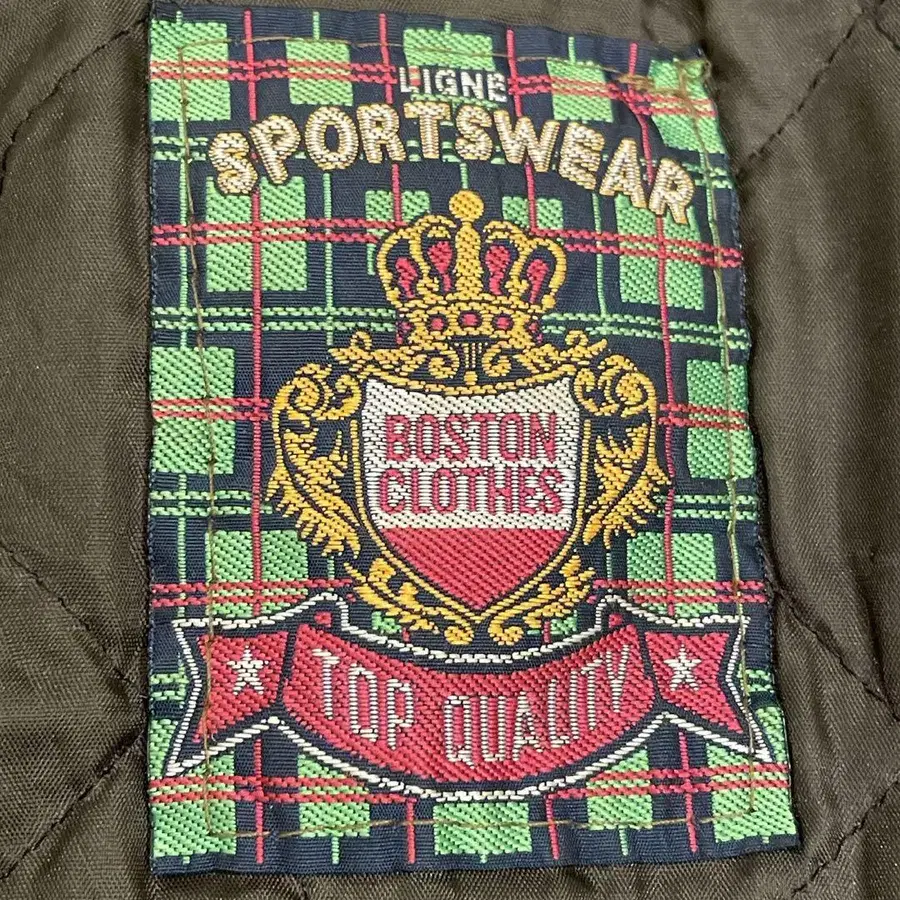 LIGNE
SPORTSWEAR
BOSTON
CLOTHES
TOP QUALITY